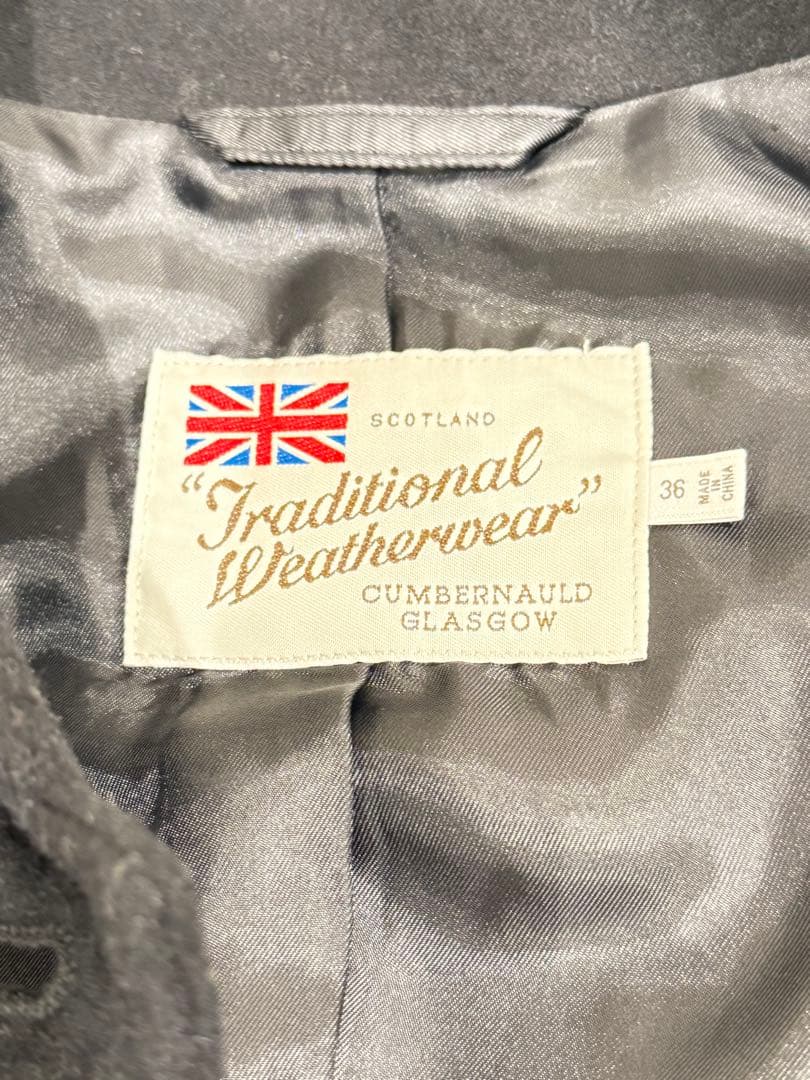 SCOTLAND
"Traditional
Weatherwear"
CUMBERNAULD
GLASGOW
36
MADE
IN
CHINA